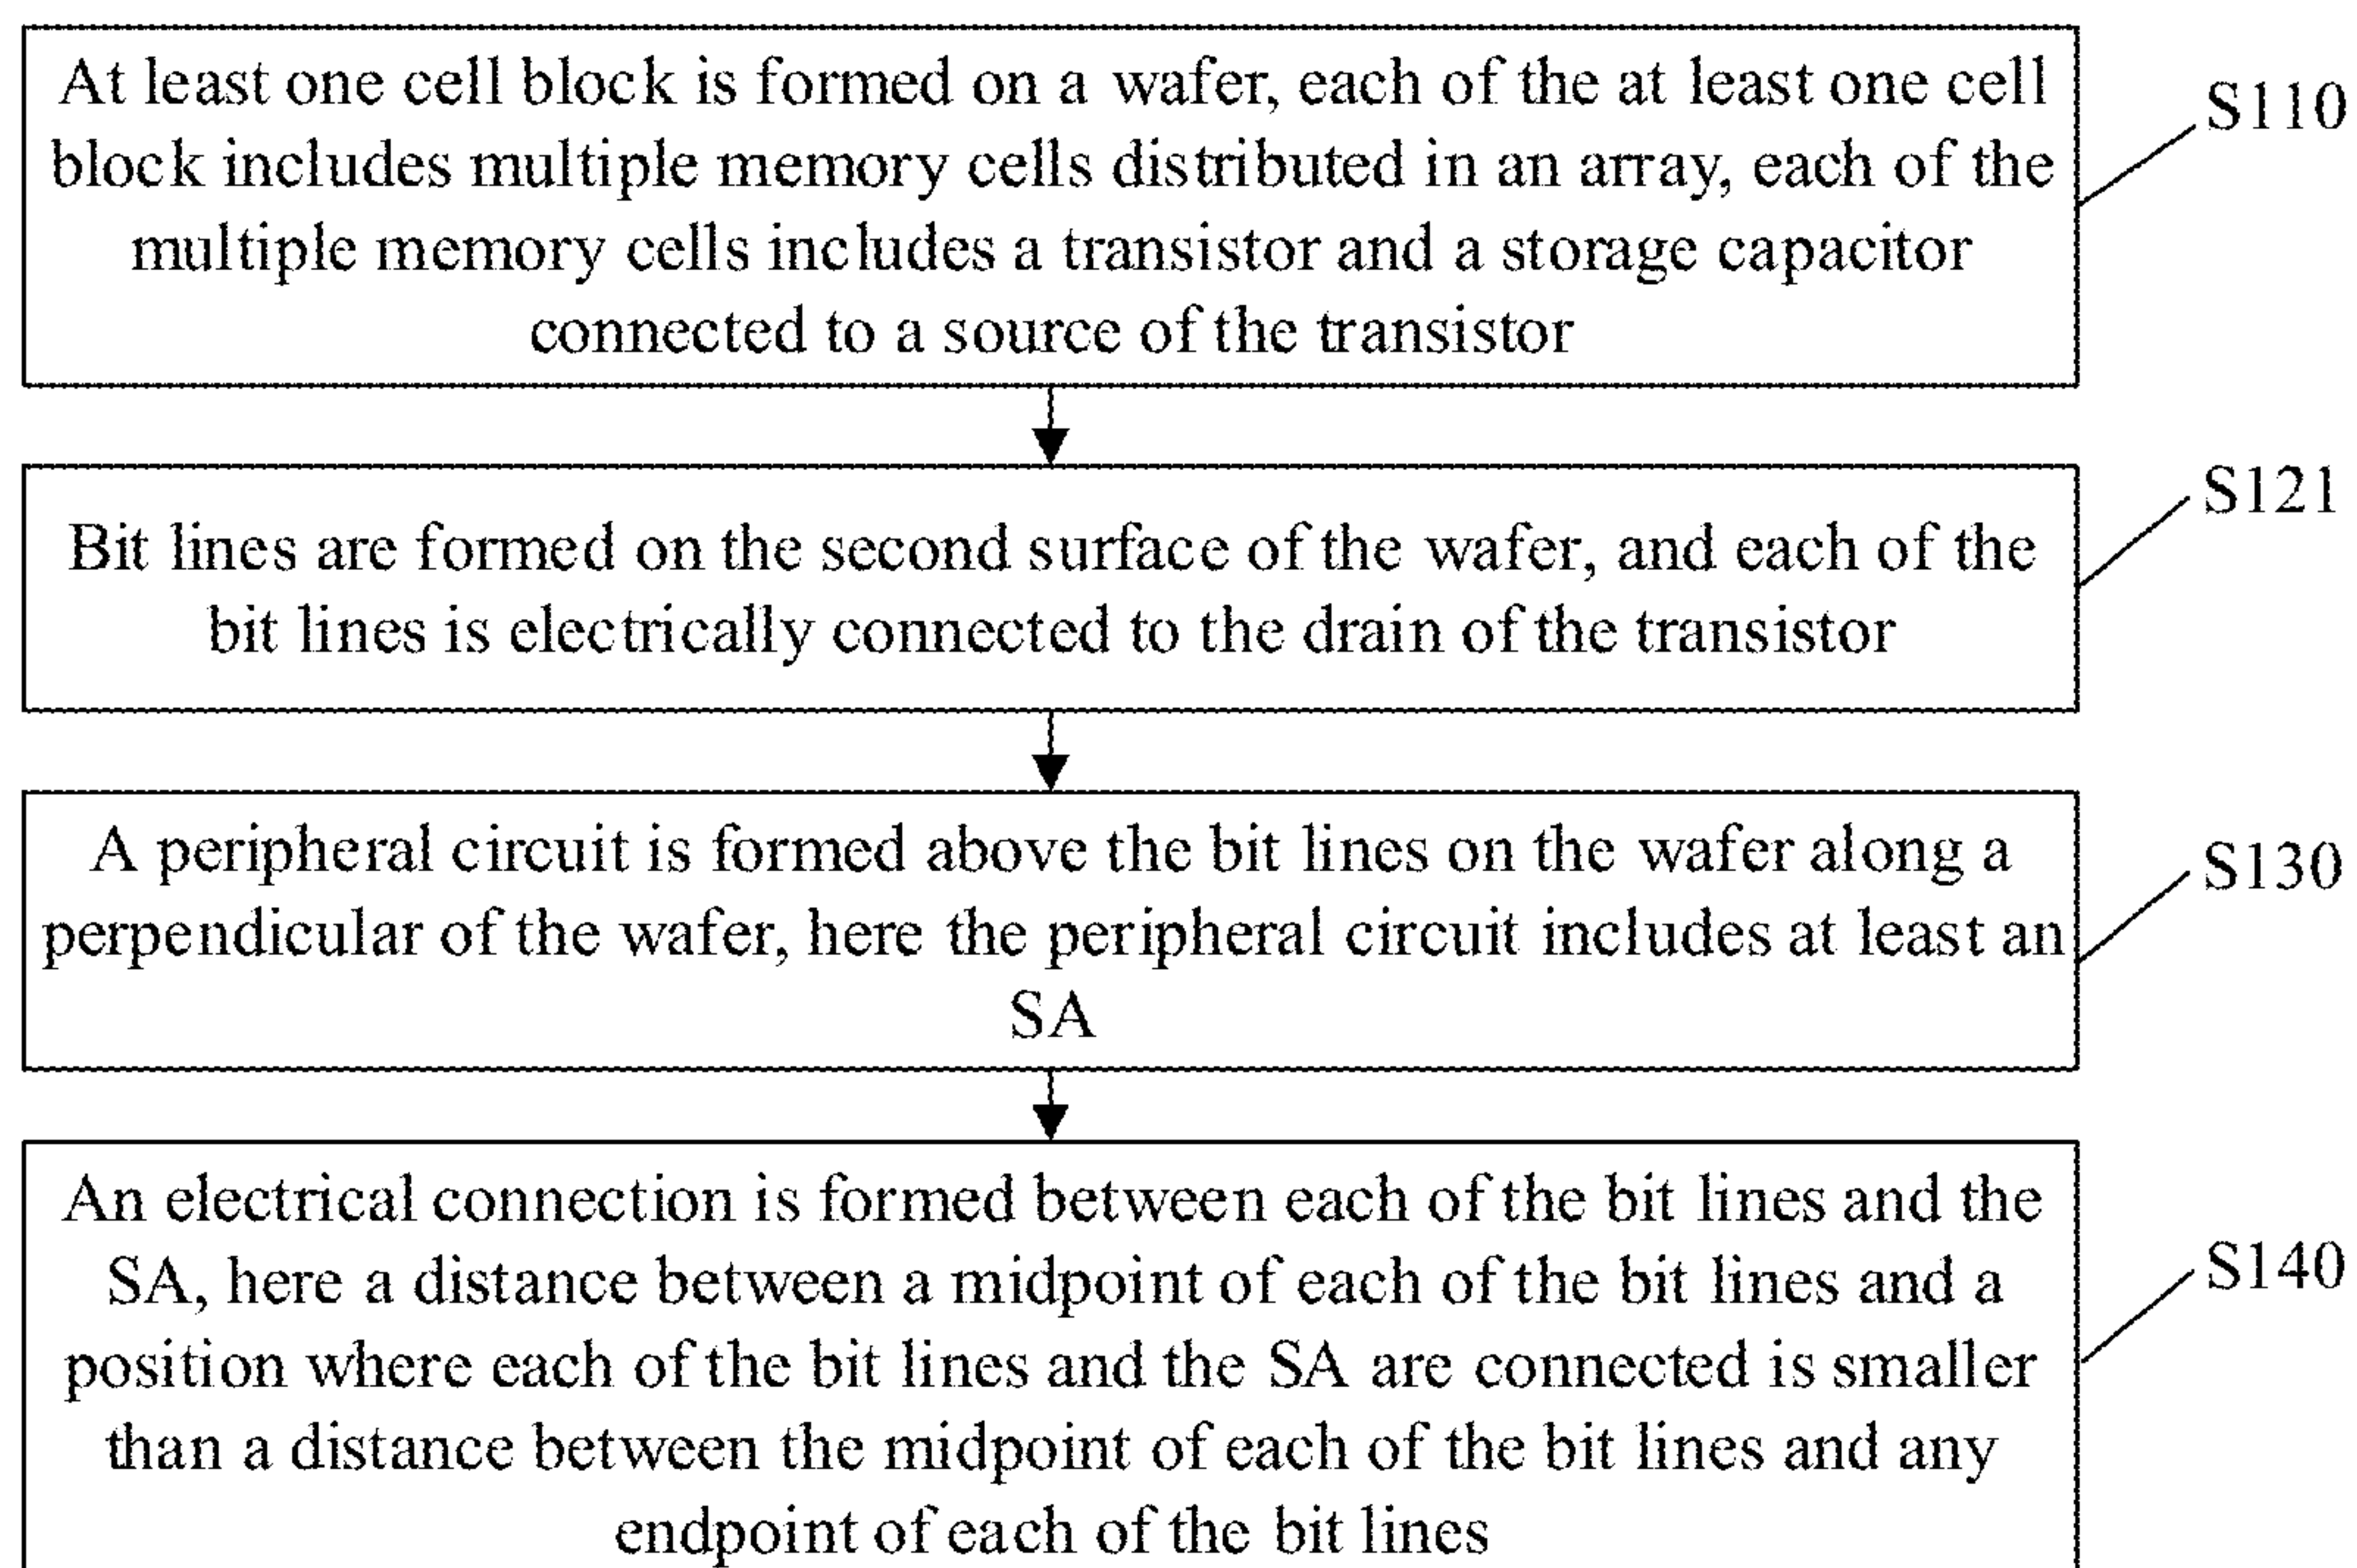 At least one cell block is formed on a wafer, each of the at least one cell
block includes multiple memory cells distributed in an array, each of the
multiple memory cells includes a transistor and a storage capacitor
connected to a source of the transistor
S110
Bit lines are formed on the second surface of the wafer, and each of the
bit lines is electrically connected to the drain of the transistor
S121
A peripheral circuit is formed above the bit lines on the wafer along a
perpendicular of the wafer, here the peripheral circuit includes at least an
SA
S130
An electrical connection is formed between each of the bit lines and the
SA, here a distance between a midpoint of each of the bit lines and a
position where each of the bit lines and the SA are connected is smaller
than a distance between the midpoint of each of the bit lines and any
endpoint of each of the bit lines
S140